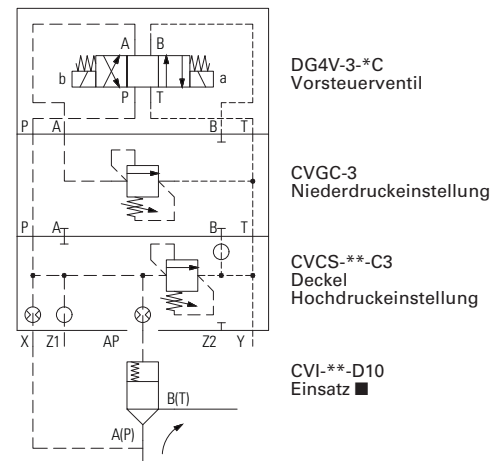 A B
b a
P T
DG4V-3-*C
Vorsteuerventil
P A B T
CVGC-3
Niederdruckeinstellung
P A B T
CVCS-**-C3
Deckel
Hochdruckeinstellung
X Z1 AP Z2 Y
CVI-**-D10
Einsatz ■
B(T)
A(P)